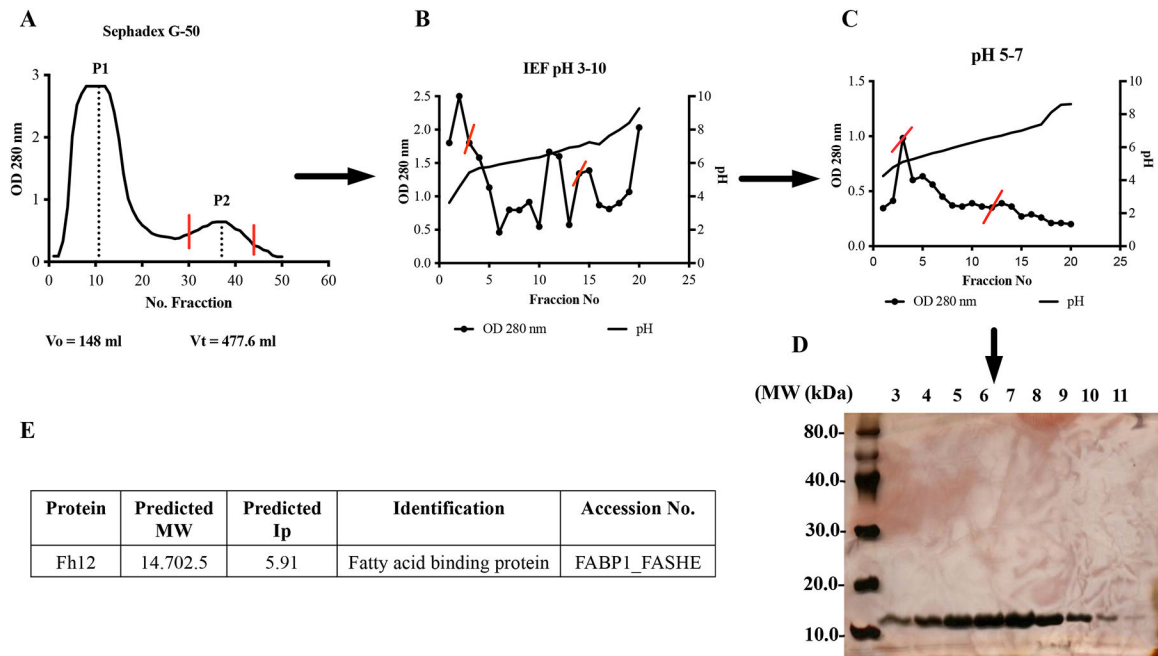 A
Sephadex G-50
P1
P2
3
2
1
0
OD 280 nm
0 10 20 30 40 50 60
No. Fracction
Vo = 148 ml Vt = 477.6 ml
B
IEF pH 3-10
2.5
2.0
1.5
1.0
0.5
0.0
OD 280 nm
10
8
6
4
2
0
pH
0 5 10 15 20 25
Fraccion No
OD 280 nm pH
C
pH 5-7
1.5
1.0
0.5
0.0
OD 280 nm
10
8
6
4
2
0
pH
0 5 10 15 20 25
Fraccion No
OD 280 nm pH
D
(MW (kDa) 3 4 5 6 7 8 9 10 11
80.0-
40.0-
30.0-
20.0-
10.0-
E
Protein Predicted MW Predicted Ip Identification Accession No.
Fh12 14.702.5 5.91 Fatty acid binding protein FABP1_FASHE